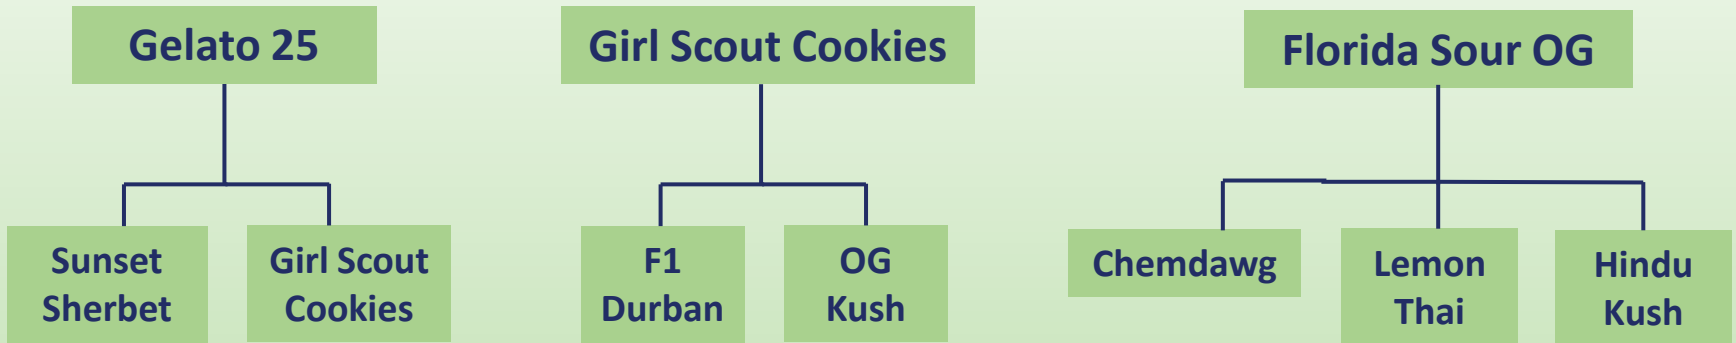 Gelato 25
Sunset
Sherbet
Girl Scout
Cookies
Girl Scout Cookies
F1
Durban
OG
Kush
Florida Sour OG
Chemdawg
Lemon
Thai
Hindu
Kush